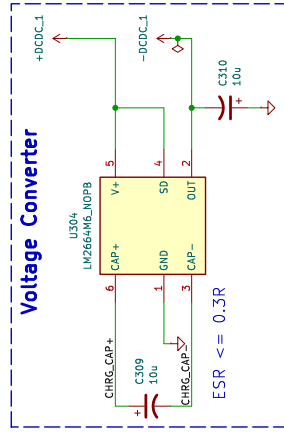 Voltage Converter
+DCDC_1
-DCDC_1
C310
10u
+
U304
LM2664M6_NOPB
5
4
2
V+
SD
OUT
CAP+
GND
CAP-
6
1
3
CHRG_CAP+
CHRG_CAP-
C309
10u
+
ESR <= 0.3R